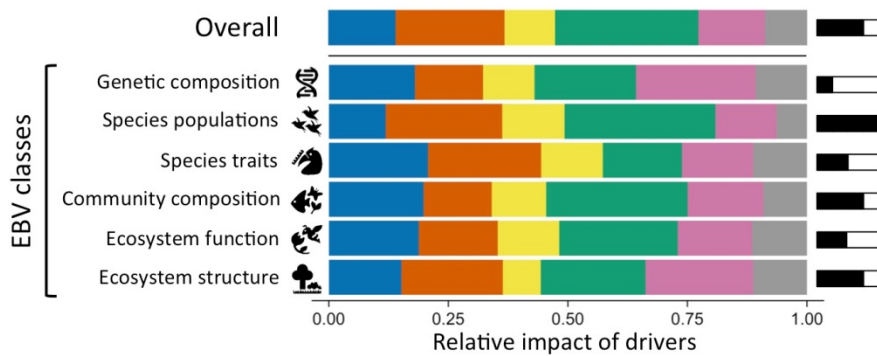 Overall
EBV classes
Genetic composition
Species populations
Species traits
Community composition
Ecosystem function
Ecosystem structure
0.00 0.25 0.50 0.75 1.00
Relative impact of drivers